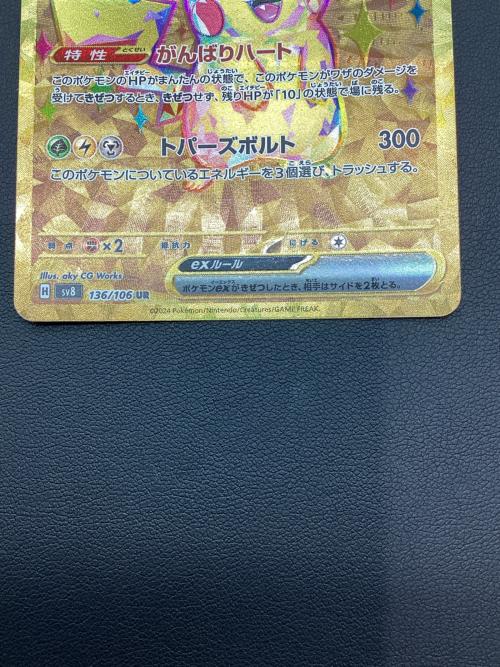 特性 とくせい がんばりハート
このポケモンのHPがまんたんの状態で、このポケモンがワザのダメージを
受けてきぜつするとき、きぜつせず、残りHPが「10」の状態で場に残る。
トパーズボルト 300
このポケモンについているエネルギーを3個選び、トラッシュする。
弱点 ×2 抵抗力 にげる
Illus. aky CG Works
exルール
ポケモンexがきぜつしたとき、相手はサイドを2枚とる。
H sv8 136/106 UR
©2024 Pokémon/Nintendo/Creatures/GAME FREAK.